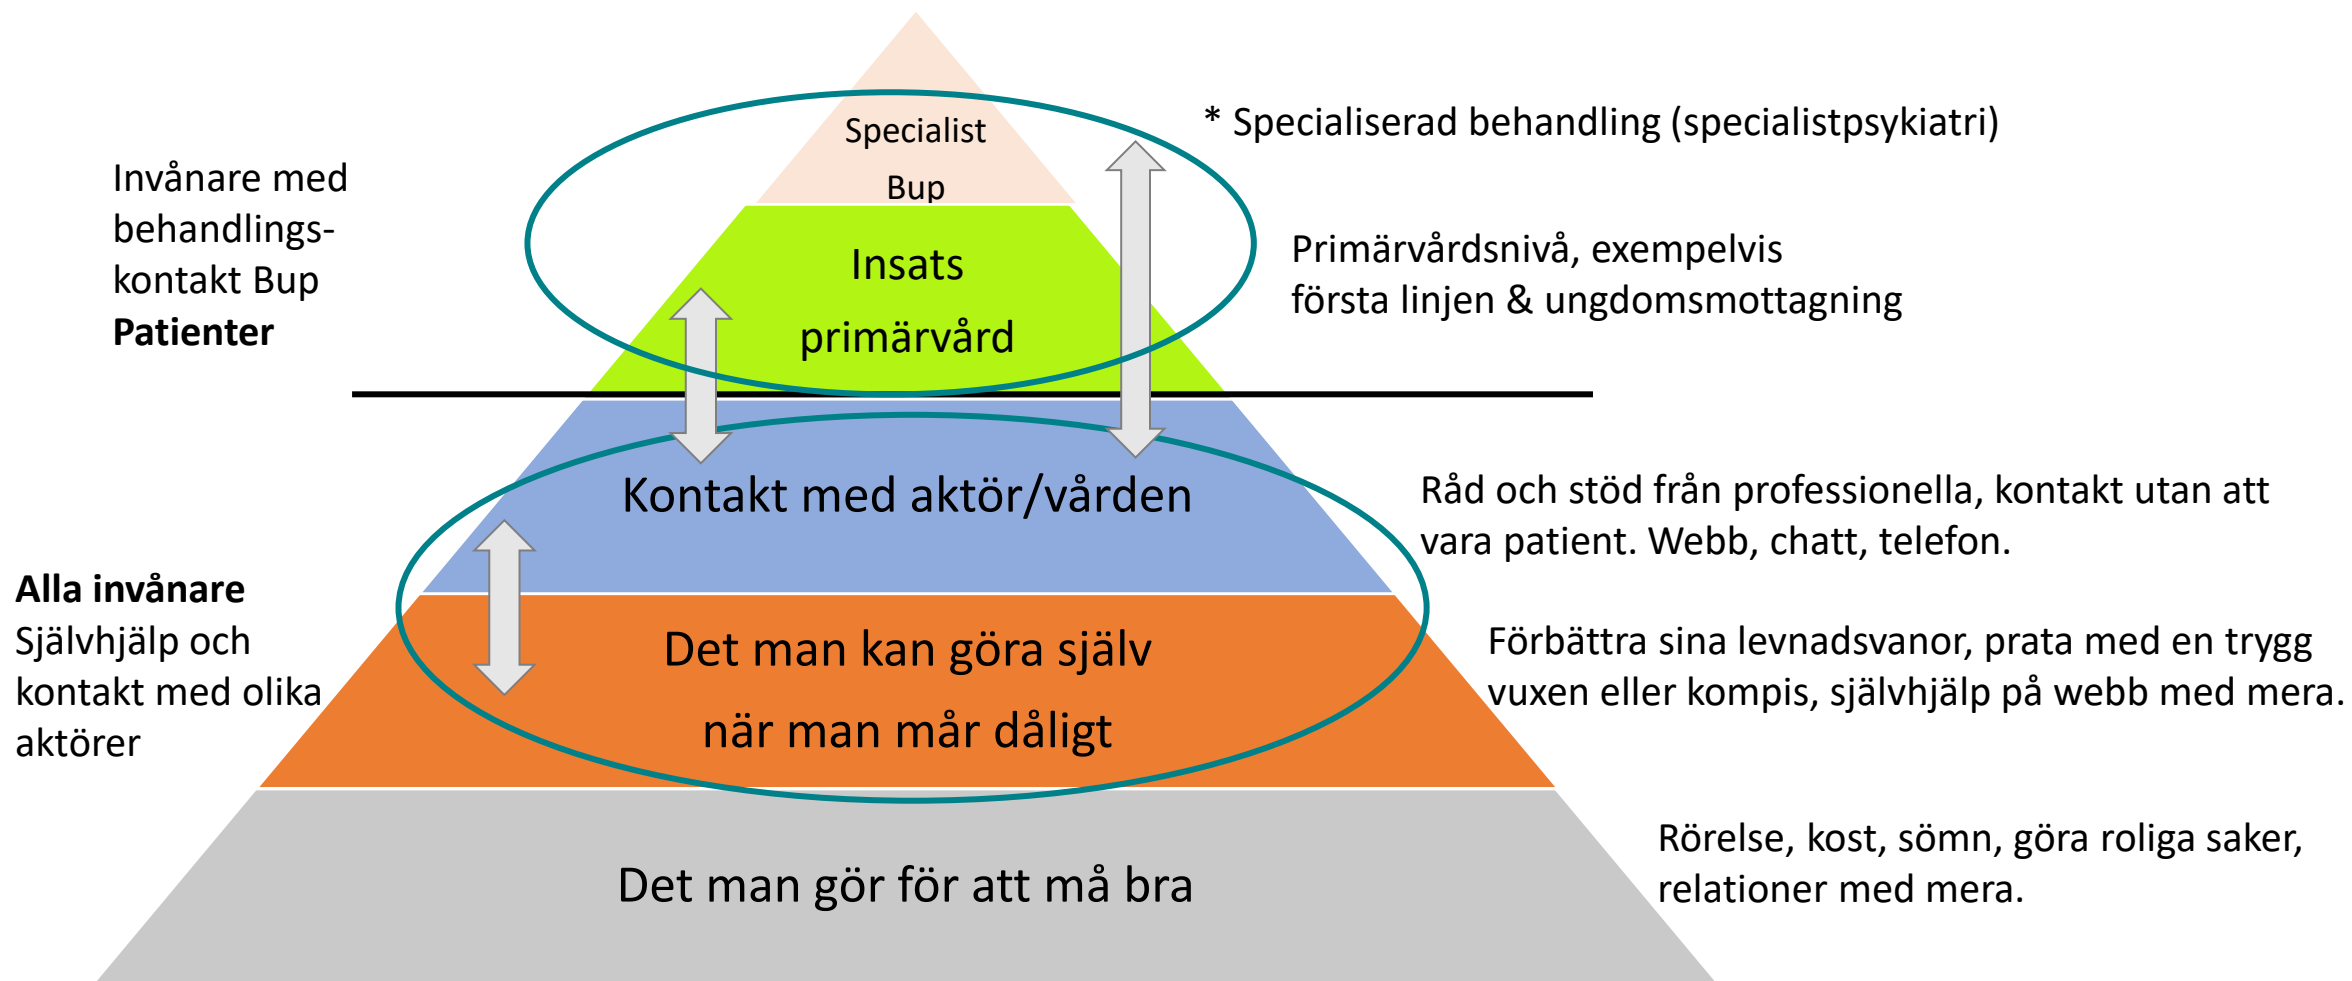 Specialist
Bup
* Specialiserad behandling (specialistpsykiatri)
Invånare med
behandlings-
kontakt Bup
Patienter
Insats
primärvård
Primärvårdsnivå, exempelvis
första linjen & ungdomsmottagning
Kontakt med aktör/vården
Råd och stöd från professionella, kontakt utan att
vara patient. Webb, chatt, telefon.
Alla invånare
Självhjälp och
kontakt med olika
aktörer
Det man kan göra själv
när man mår dåligt
Förbättra sina levnadsvanor, prata med en trygg
vuxen eller kompis, självhjälp på webb med mera.
Det man gör för att må bra
Rörelse, kost, sömn, göra roliga saker,
relationer med mera.